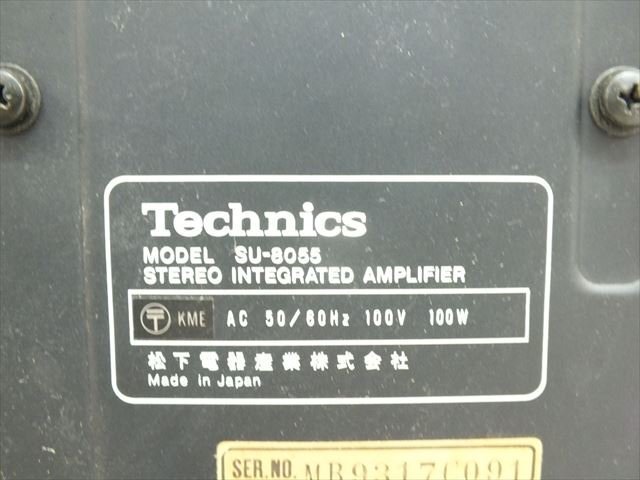 Technics
MODEL SU-8055
STEREO INTEGRATED AMPLIFIER
〒 KME AC 50/60Hz 100V 100W
松下電器産業株式会社
Made in Japan
SER.NO. MB9317C091